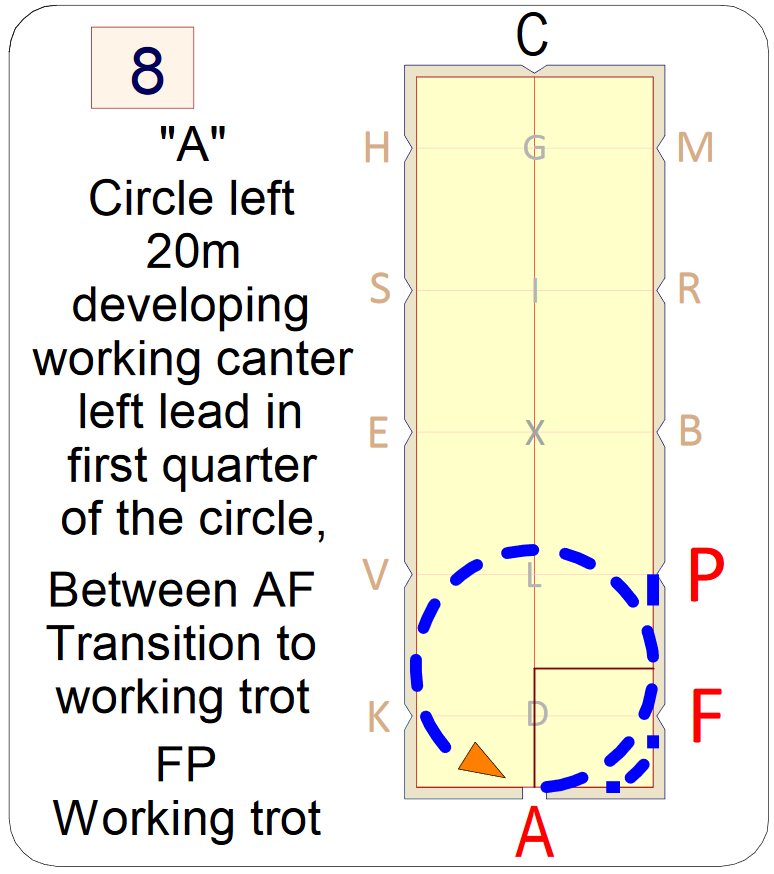 8
"A"
Circle left
20m
developing
working canter
left lead in
first quarter
of the circle,
Between AF
Transition to
working trot
FP
Working trot
C
H G M
S I R
E X B
V L P
K D F
A